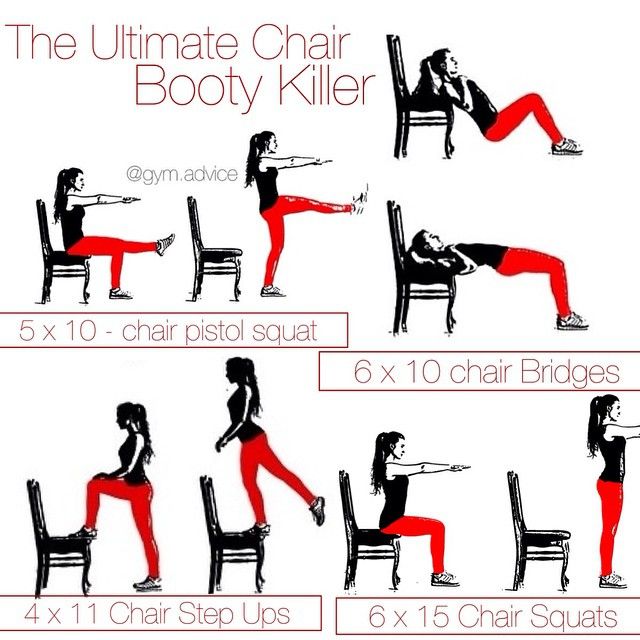 The Ultimate Chair
Booty Killer
@gym.advice
5 x 10 - chair pistol squat
6 x 10 chair Bridges
4 x 11 Chair Step Ups
6 x 15 Chair Squats